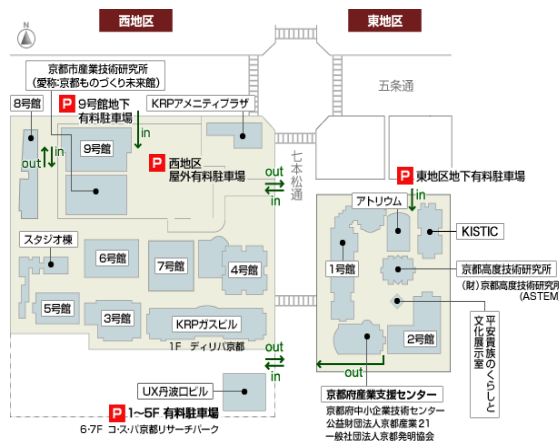 西地区
東地区
京都市産業技術研究所
(愛称:京都ものづくり未来館)
五条通
8号館
P 9号館地下
有料駐車場
KRPアメニティプラザ
in
out
in
9号館
P 西地区
屋外有料駐車場
七本松通
out
in
P 東地区地下有料駐車場
in
アトリウム
KISTIC
スタジオ棟
6号館
7号館
4号館
1号館
京都高度技術研究所
(財)京都高度技術研究所
(ASTEM)
5号館
3号館
KRPガスビル
1F ディリパ京都
2号館
平安貴族のくらしと
文化展示室
out
in
out
UX丹波口ビル
P 1~5F 有料駐車場
6・7F コ・ス・パ京都リサーチパーク
京都府産業支援センター
京都府中小企業技術センター
公益財団法人京都産業21
一般社団法人京都発明協会